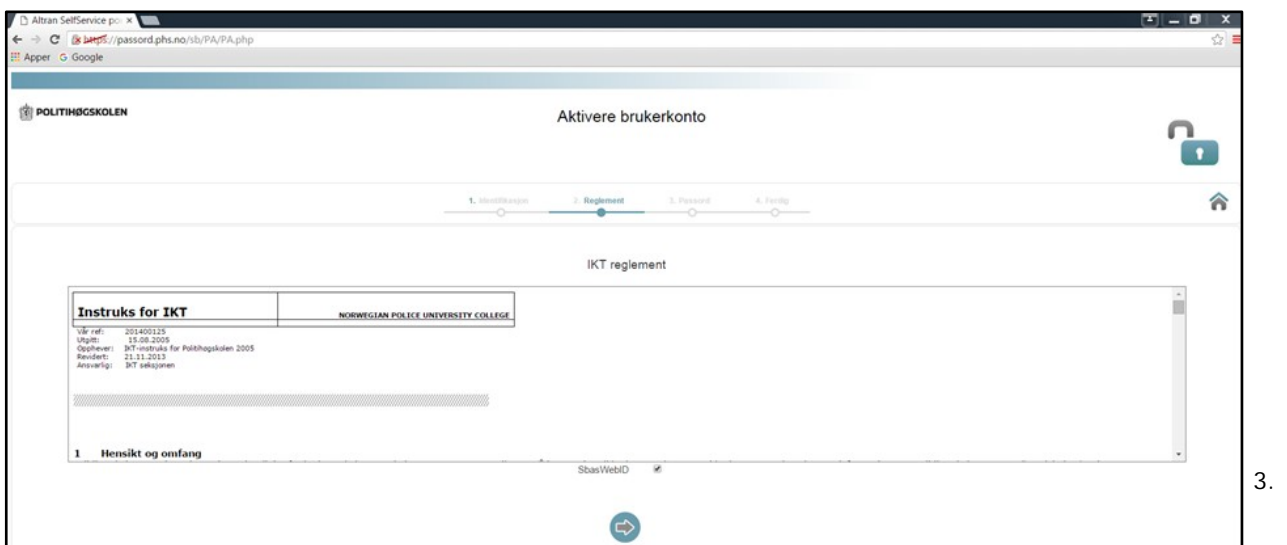 Altran SelfService po
https://passord.phs.no/sb/PA/PA.php
Apper Google
POLITIHØGSKOLEN
Aktivere brukerkonto
1. Identifikasjon 2. Reglement 3. Passord 4. Ferdig
IKT reglement
Instruks for IKT NORWEGIAN POLICE UNIVERSITY COLLEGE
Vår ref: 201400125
Utgitt: 15.08.2005
Opphever: IKT-instruks for Politihøgskolen 2005
Revidert: 21.11.2013
Ansvarlig: IKT seksjonen
1 Hensikt og omfang
SbasWebID
3.